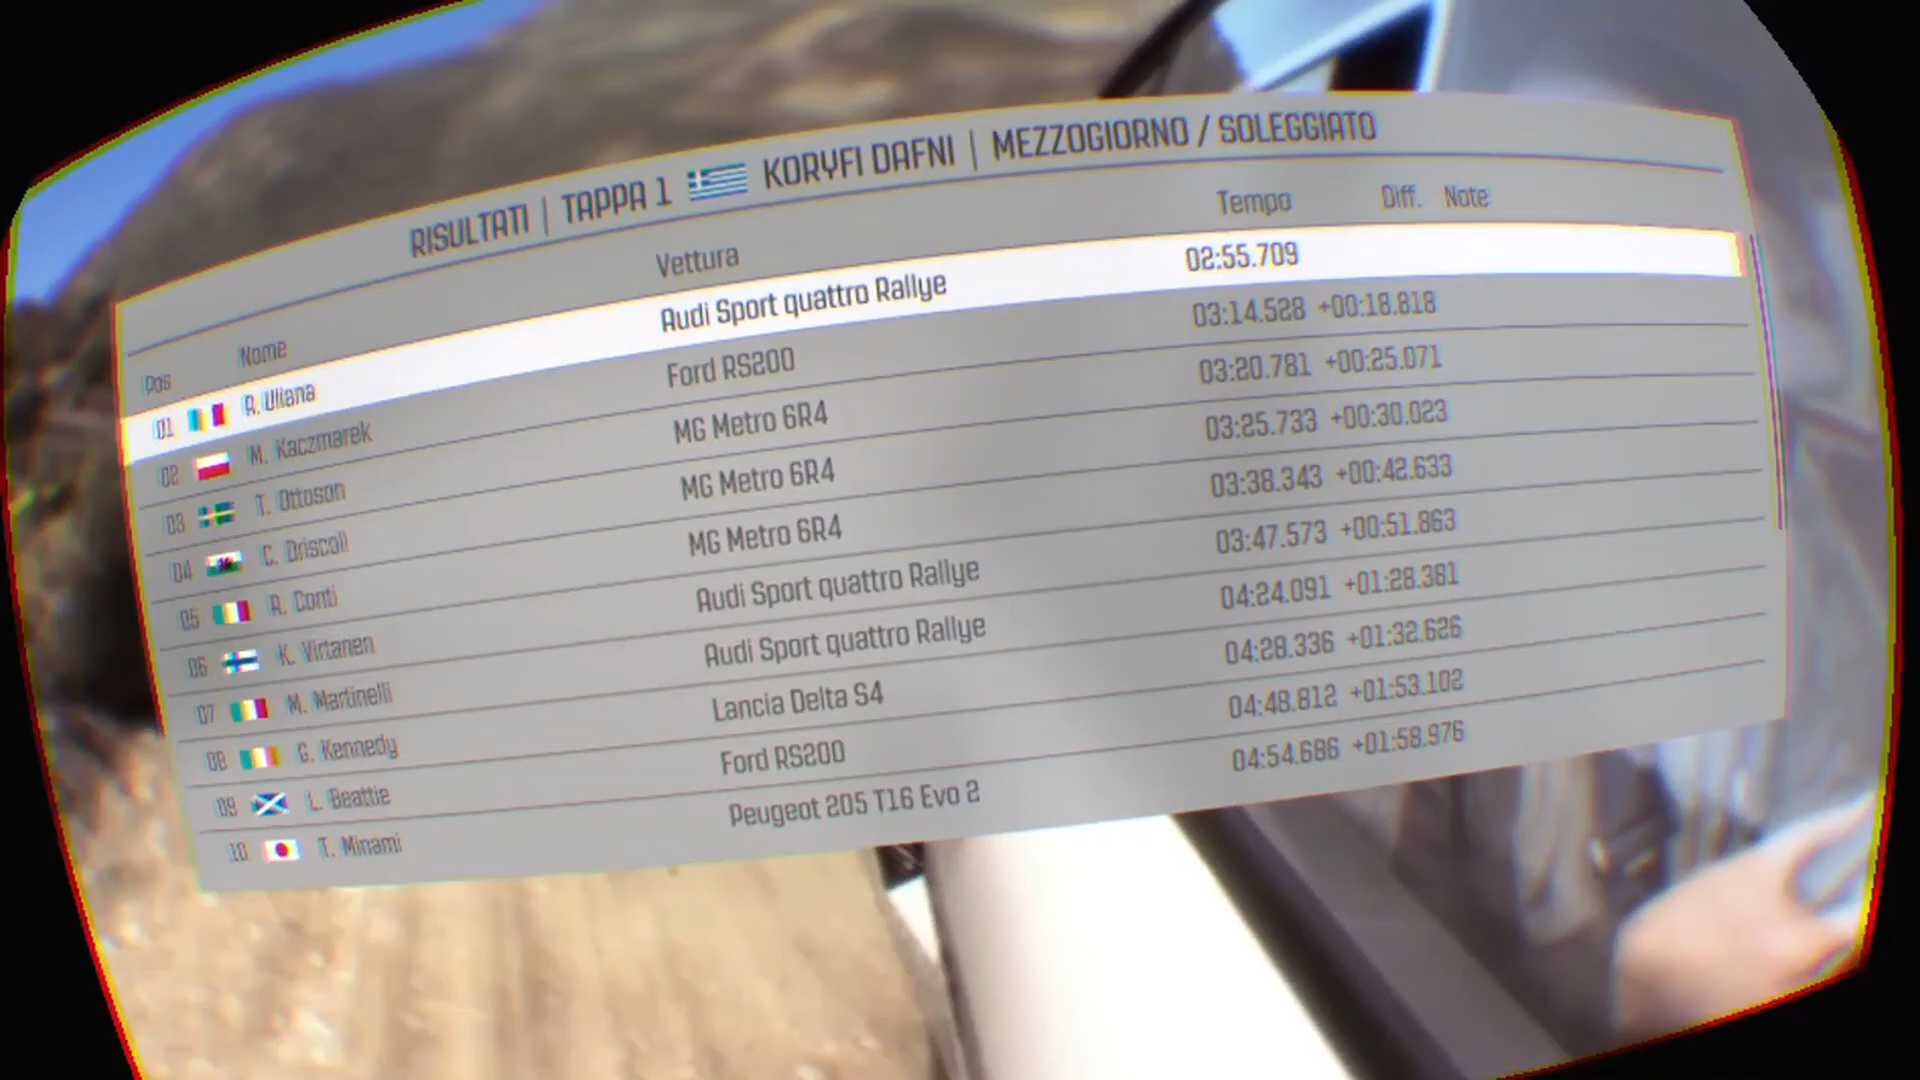 RISULTATI | TAPPA 1 KORYFI DAFNI | MEZZOGIORNO / SOLEGGIATO
Pos Nome Vettura Tempo Diff. Note
01 R. Uliana Audi Sport quattro Rallye 02:55.709
02 M. Kaczmarek Ford RS200 03:14.528 +00:18.818
03 T. Ottoson MG Metro 6R4 03:20.781 +00:25.071
04 C. Driscoll MG Metro 6R4 03:25.733 +00:30.023
05 R. Conti MG Metro 6R4 03:38.343 +00:42.633
06 K. Virtanen Audi Sport quattro Rallye 03:47.573 +00:51.863
07 M. Martinelli Audi Sport quattro Rallye 04:24.091 +01:28.381
08 G. Kennedy Lancia Delta S4 04:28.336 +01:32.626
09 L. Beattie Ford RS200 04:48.812 +01:53.102
10 T. Minami Peugeot 205 T16 Evo 2 04:54.686 +01:58.976